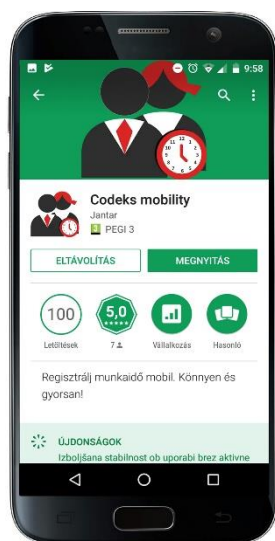 9:58
Codeks mobility
Jantar
3 PEGI 3
ELTÁVOLÍTÁS
MEGNYITÁS
100
5,0
Letöltések
7
Vállalkozás
Hasonló
Regisztrálj munkaidő mobil. Könnyen és
gyorsan!
ÚJDONSÁGOK
Izboljšana stabilnost ob uporabi brez aktivne